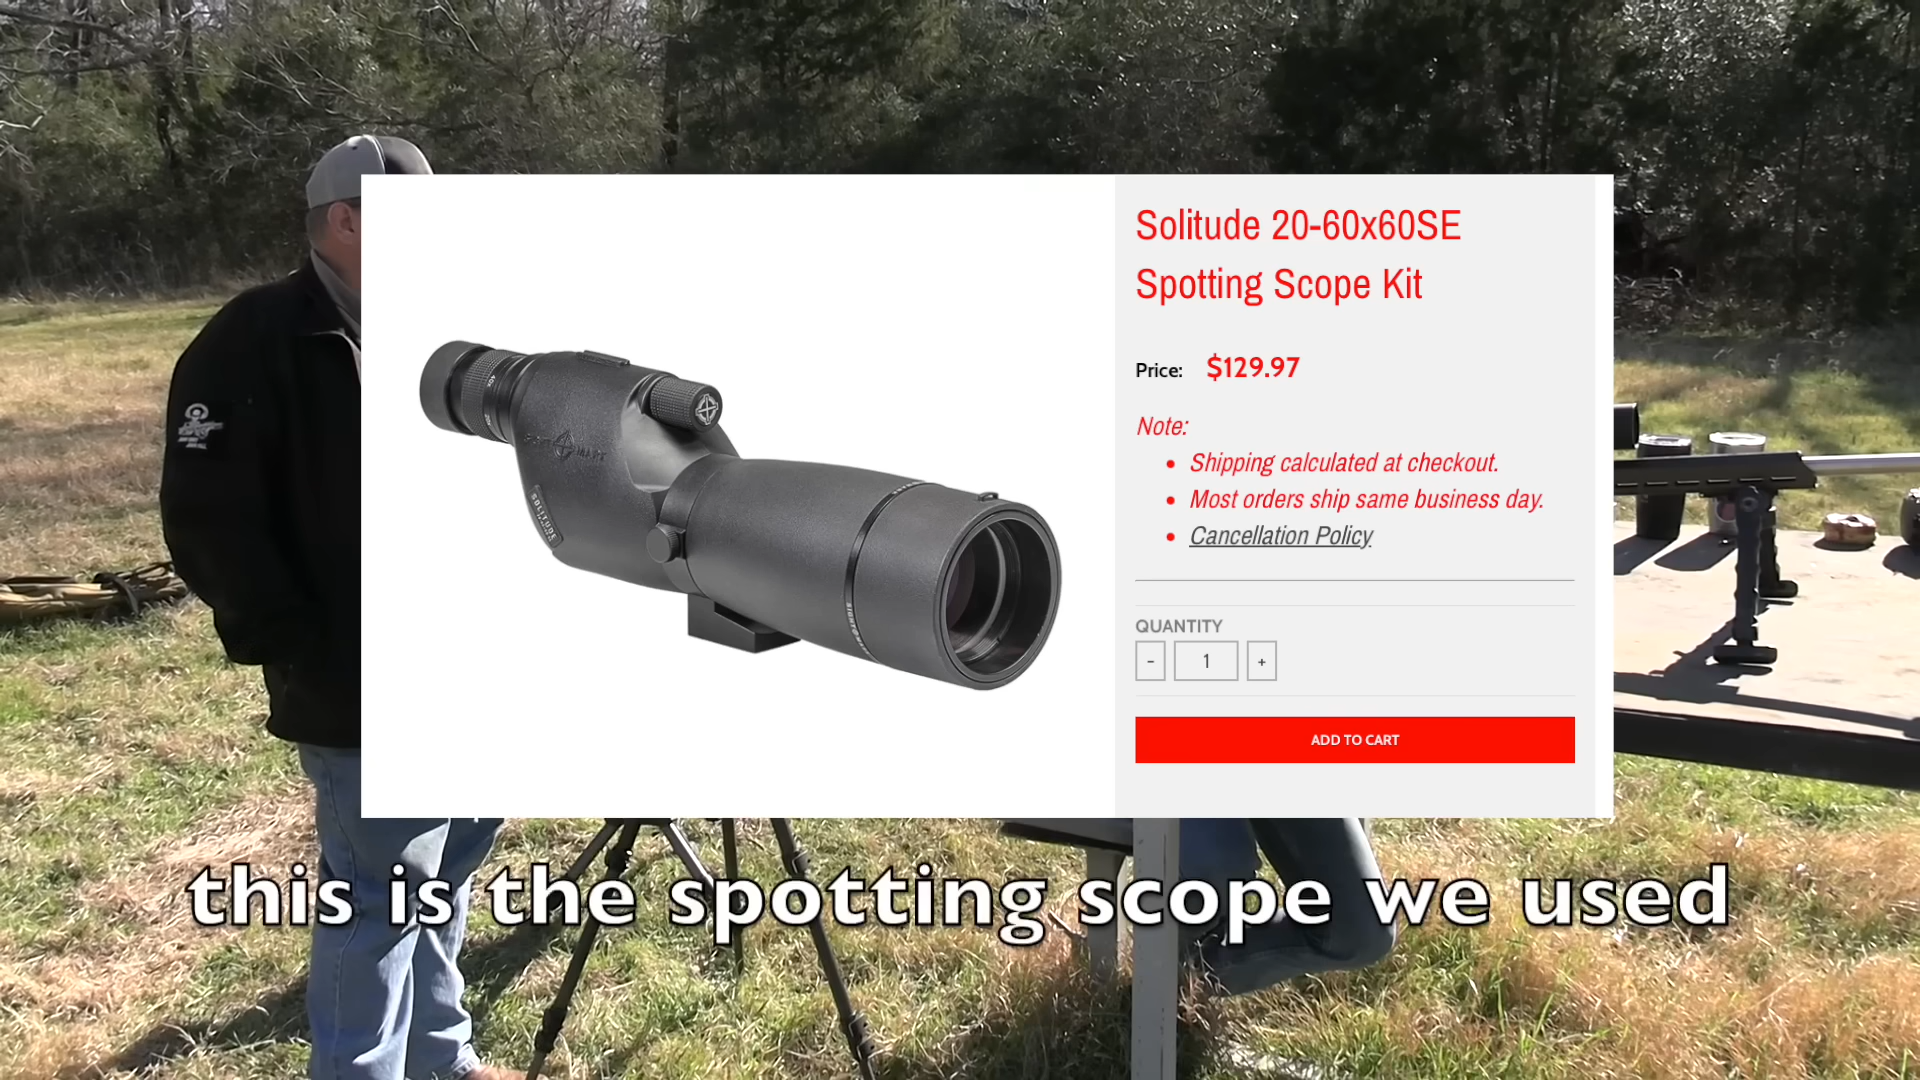 Solitude 20-60x60SE
Spotting Scope Kit
Price: $129.97
Note:
Shipping calculated at checkout.
Most orders ship same business day.
Cancellation Policy
QUANTITY
- 1 +
ADD TO CART
SOLITUDE
this is the spotting scope we used